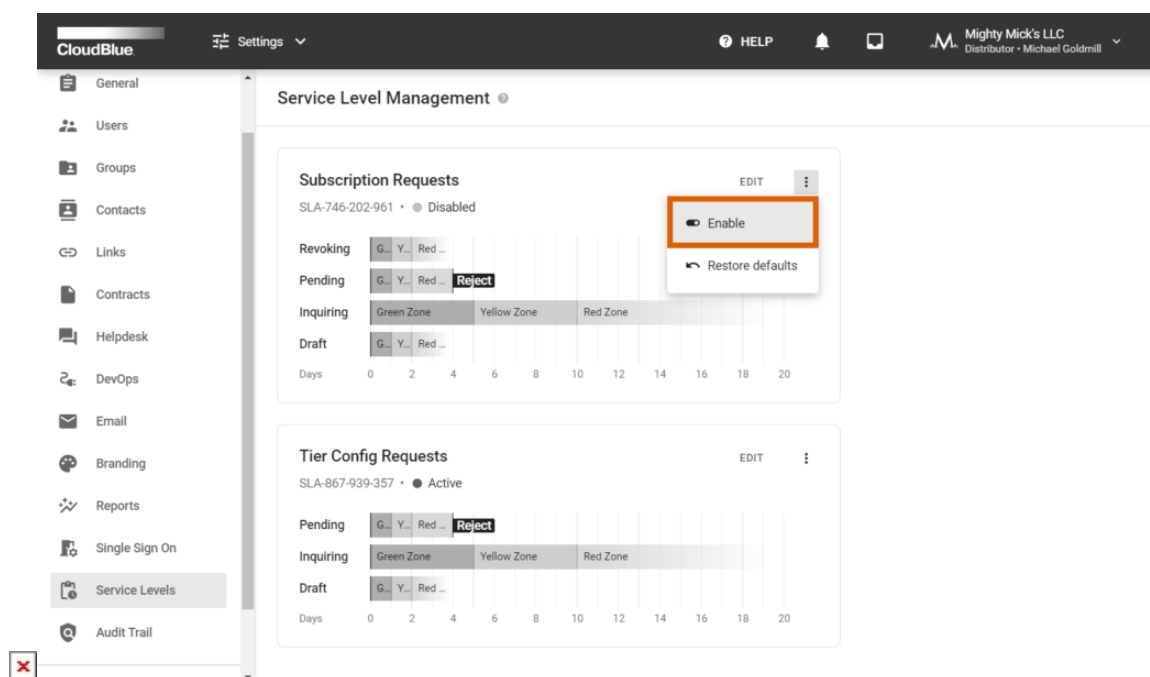 CloudBlue
Settings
HELP
Mighty Mick's LLC
Distributor • Michael Goldmill
General
Users
Groups
Contacts
Links
Contracts
Helpdesk
DevOps
Email
Branding
Reports
Single Sign On
Service Levels
Audit Trail
Service Level Management
Subscription Requests
EDIT
SLA-746-202-961 • Disabled
Enable
Restore defaults
Revoking G... Y... Red ...
Pending G... Y... Red ... Reject
Inquiring Green Zone Yellow Zone Red Zone
Draft G... Y... Red ...
Days 0 2 4 6 8 10 12 14 16 18 20
Tier Config Requests
EDIT
SLA-867-939-357 • Active
Pending G... Y... Red ... Reject
Inquiring Green Zone Yellow Zone Red Zone
Draft G... Y... Red ...
Days 0 2 4 6 8 10 12 14 16 18 20